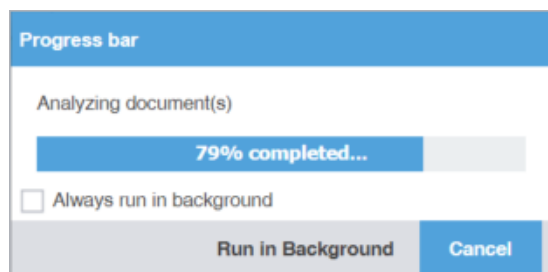 Progress bar
Analyzing document(s)
79% completed...
Always run in background
Run in Background Cancel